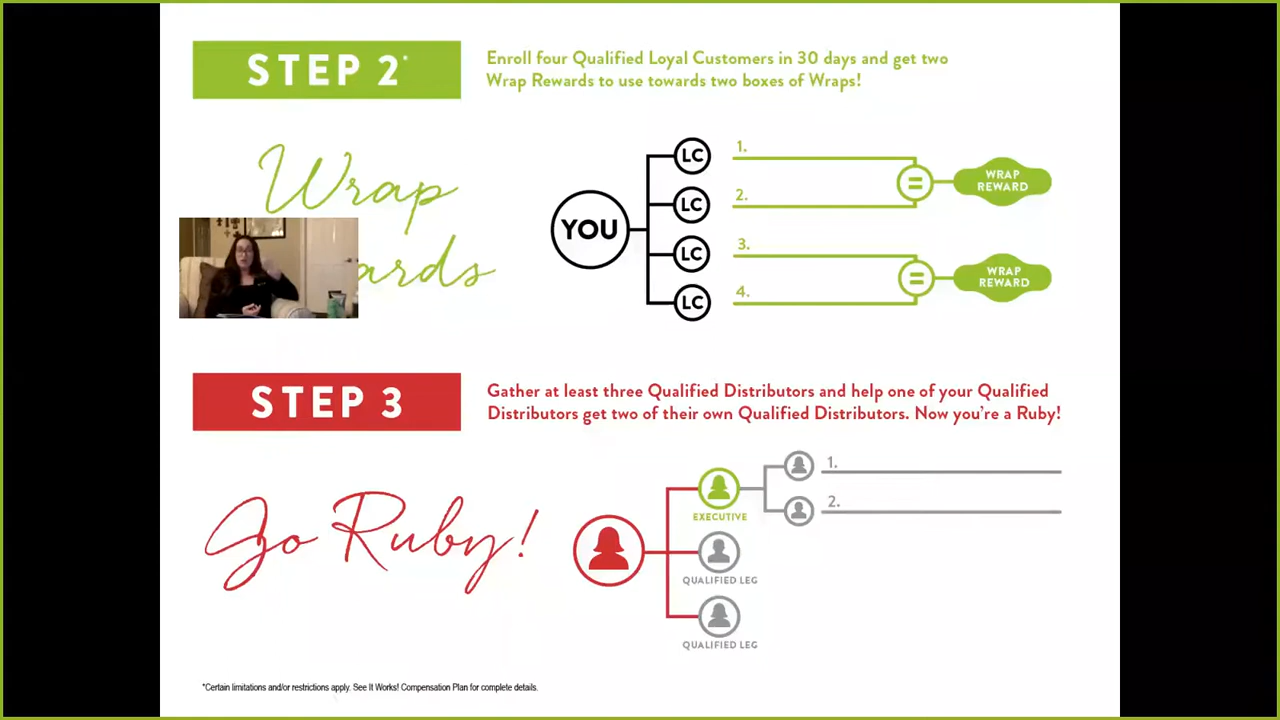 STEP 2*
Enroll four Qualified Loyal Customers in 30 days and get two
Wrap Rewards to use towards two boxes of Wraps!
Wrap
ards
YOU
LC
LC
LC
LC
1.
2.
3.
4.
=
=
WRAP
REWARD
WRAP
REWARD
STEP 3
Gather at least three Qualified Distributors and help one of your Qualified
Distributors get two of their own Qualified Distributors. Now you're a Ruby!
Go Ruby!
EXECUTIVE
1.
2.
QUALIFIED LEG
QUALIFIED LEG
*Certain limitations and/or restrictions apply. See It Works! Compensation Plan for complete details.